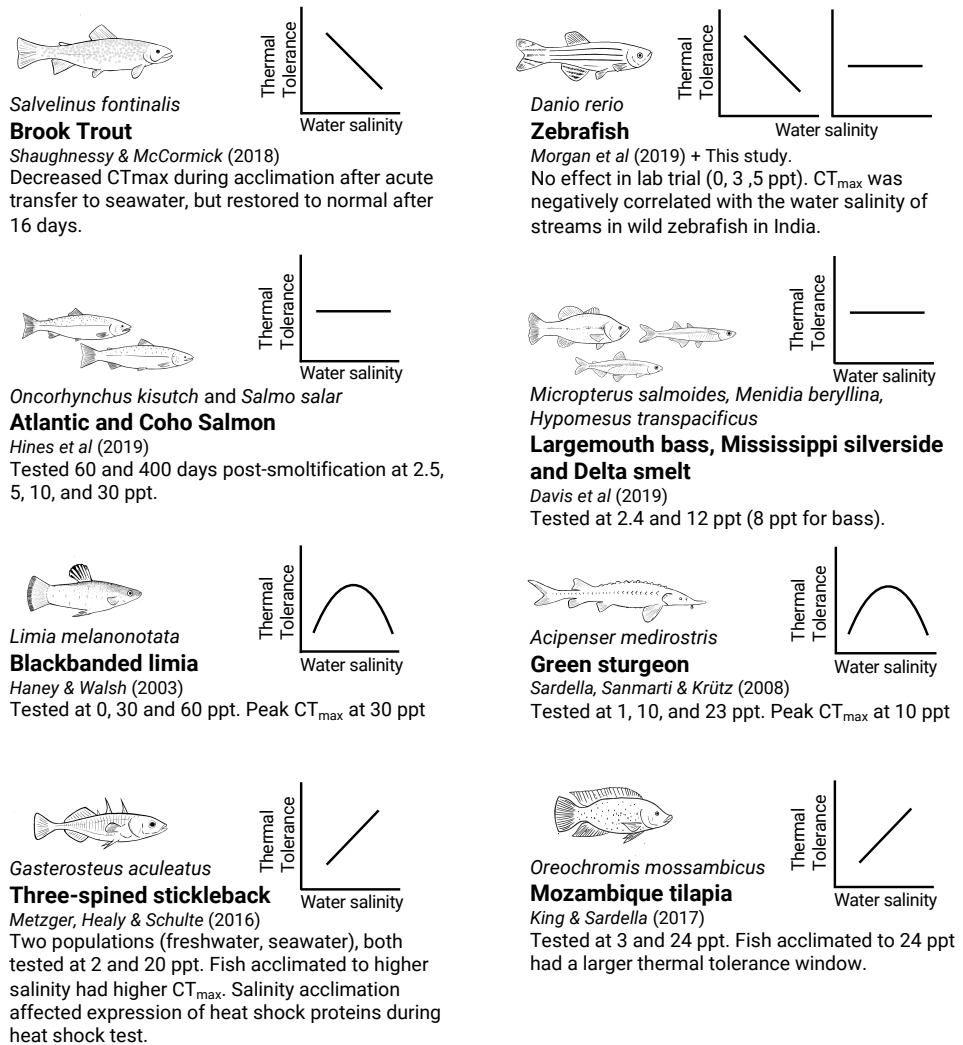 Thermal
Tolerance
Water salinity
Salvelinus fontinalis
Brook Trout
Shaughnessy & McCormick (2018)
Decreased CTmax during acclimation after acute
transfer to seawater, but restored to normal after
16 days.
Thermal
Tolerance
Water salinity
Danio rerio
Zebrafish
Morgan et al (2019) + This study.
No effect in lab trial (0, 3 ,5 ppt). CTmax was
negatively correlated with the water salinity of
streams in wild zebrafish in India.
Thermal
Tolerance
Water salinity
Oncorhynchus kisutch and Salmo salar
Atlantic and Coho Salmon
Hines et al (2019)
Tested 60 and 400 days post-smoltification at 2.5,
5, 10, and 30 ppt.
Thermal
Tolerance
Water salinity
Micropterus salmoides, Menidia beryllina,
Hypomesus transpacificus
Largemouth bass, Mississippi silverside
and Delta smelt
Davis et al (2019)
Tested at 2.4 and 12 ppt (8 ppt for bass).
Thermal
Tolerance
Water salinity
Limia melanonotata
Blackbanded limia
Haney & Walsh (2003)
Tested at 0, 30 and 60 ppt. Peak CTmax at 30 ppt
Thermal
Tolerance
Water salinity
Acipenser medirostris
Green sturgeon
Sardella, Sanmarti & Krütz (2008)
Tested at 1, 10, and 23 ppt. Peak CTmax at 10 ppt
Thermal
Tolerance
Water salinity
Gasterosteus aculeatus
Three-spined stickleback
Metzger, Healy & Schulte (2016)
Two populations (freshwater, seawater), both
tested at 2 and 20 ppt. Fish acclimated to higher
salinity had higher CTmax. Salinity acclimation
affected expression of heat shock proteins during
heat shock test.
Thermal
Tolerance
Water salinity
Oreochromis mossambicus
Mozambique tilapia
King & Sardella (2017)
Tested at 3 and 24 ppt. Fish acclimated to 24 ppt
had a larger thermal tolerance window.